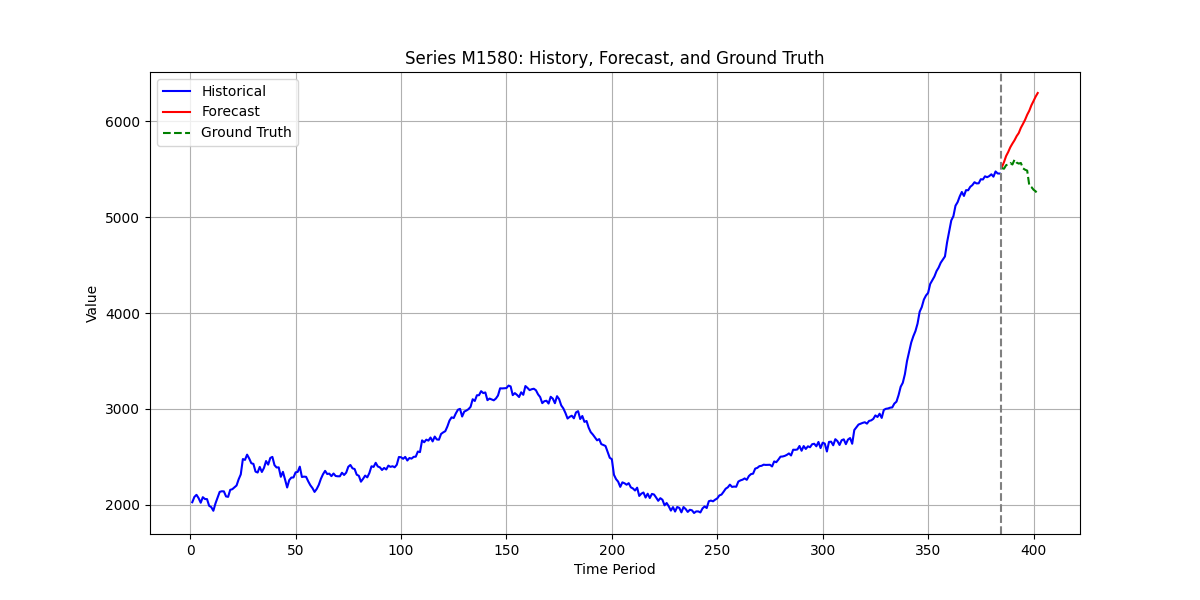 Series M1580: History, Forecast, and Ground Truth
Historical
Forecast
Ground Truth
6000
5000
4000
3000
2000
Value
0 50 100 150 200 250 300 350 400
Time Period